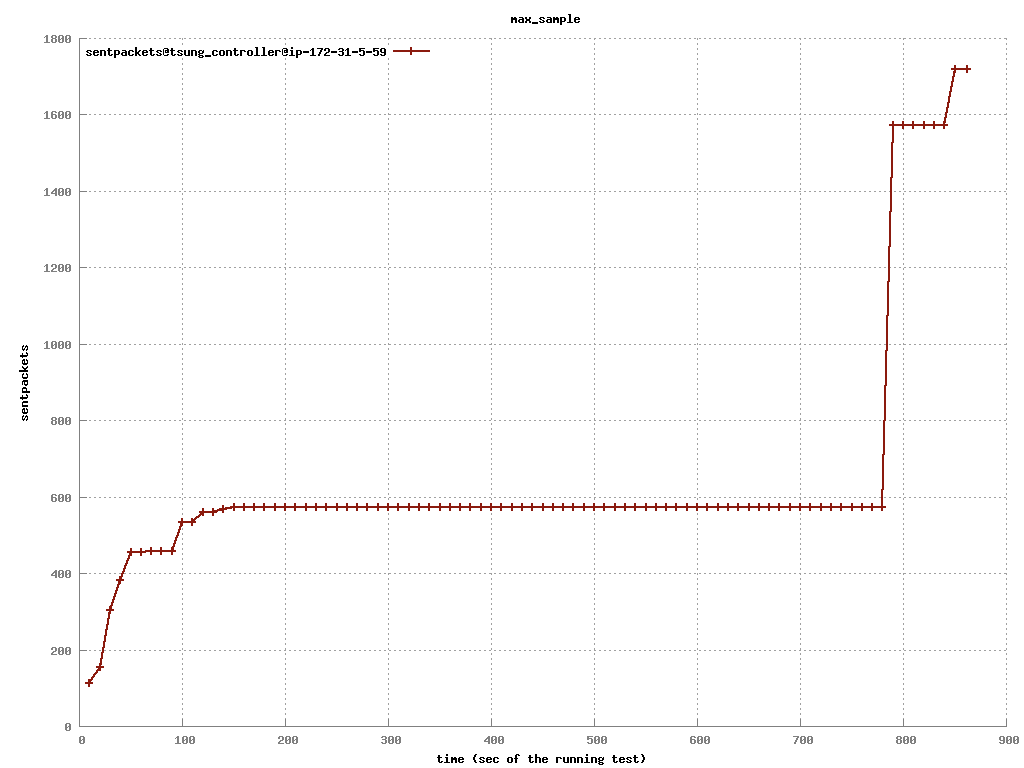 max_sample
1800
sentpackets@tsung_controller@ip-172-31-5-59
1600
1400
1200
1000
sentpackets
800
600
400
200
0
0 100 200 300 400 500 600 700 800 900
time (sec of the running test)